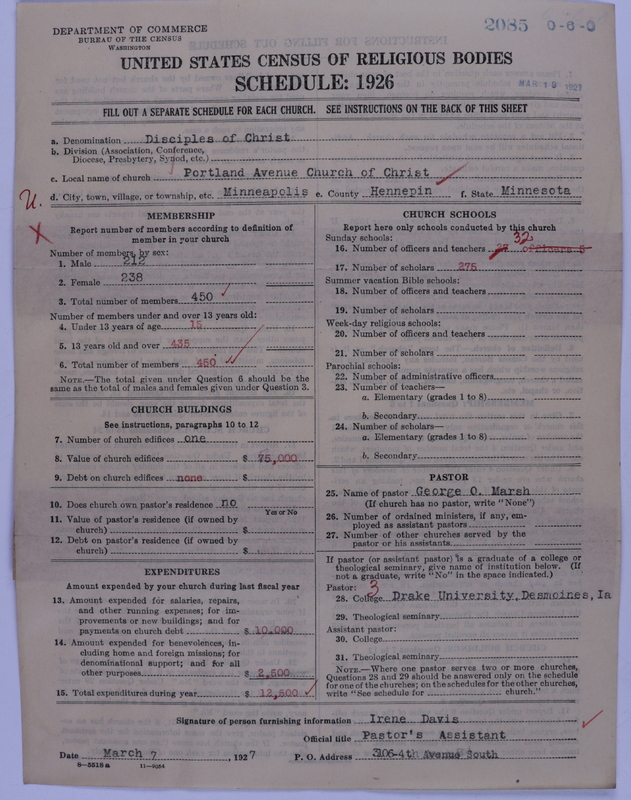 DEPARTMENT OF COMMERCE
BUREAU OF THE CENSUS
WASHINGTON
2085 0-6-0
UNITED STATES CENSUS OF RELIGIOUS BODIES
SCHEDULE: 1926
MAR 19 1927
FILL OUT A SEPARATE SCHEDULE FOR EACH CHURCH. SEE INSTRUCTIONS ON THE BACK OF THIS SHEET
a. Denomination Disciples of Christ
b. Division (Association, Conference,
Diocese, Presbytery, Synod, etc.)
c. Local name of church Portland Avenue Church of Christ
U.
d. City, town, village, or township, etc. Minneapolis e. County Hennepin f. State Minnesota
X
MEMBERSHIP
Report number of members according to definition of
member in your church
Number of members, by sex:
1. Male 212
2. Female 238
3. Total number of members 450
Number of members under and over 13 years old:
4. Under 13 years of age 15
5. 13 years old and over 435
6. Total number of members 450
NOTE.—The total given under Question 6 should be
the same as the total of males and females given under Question 3.
CHURCH BUILDINGS
See instructions, paragraphs 10 to 12
7. Number of church edifices one
8. Value of church edifices $ 75,000
9. Debt on church edifices none $
10. Does church own pastor's residence no
Yes or No
11. Value of pastor's residence (if owned by
church) $
12. Debt on pastor's residence (if owned by
church) $
EXPENDITURES
Amount expended by your church during last fiscal year
13. Amount expended for salaries, repairs,
and other running expenses; for im-
provements or new buildings; and for
payments on church debt $ 10,000
14. Amount expended for benevolences, in-
cluding home and foreign missions; for
denominational support; and for all
other purposes $ 2,500
15. Total expenditures during year $ 12,500
CHURCH SCHOOLS
Report here only schools conducted by this church
Sunday schools: 32
16. Number of officers and teachers 27 officers 5
17. Number of scholars 275
Summer vacation Bible schools:
18. Number of officers and teachers
19. Number of scholars
Week-day religious schools:
20. Number of officers and teachers
21. Number of scholars
Parochial schools:
22. Number of administrative officers
23. Number of teachers—
a. Elementary (grades 1 to 8)
b. Secondary
24. Number of scholars—
a. Elementary (grades 1 to 8)
b. Secondary
PASTOR
25. Name of pastor George O. Marsh
(If church has no pastor, write "None")
26. Number of ordained ministers, if any, em-
ployed as assistant pastors
27. Number of other churches served by the
pastor or his assistants
If pastor (or assistant pastor) is a graduate of a college or
theological seminary, give name of institution below. (If
not a graduate, write "No" in the space indicated.)
Pastor: 3
28. College Drake University, Desmoines, Ia
29. Theological seminary
Assistant pastor:
30. College
31. Theological seminary
NOTE.—Where one pastor serves two or more churches,
Questions 28 and 29 should be answered only on the schedule
for one of the churches; on the schedules for the other churches,
write "See schedule for church."
Signature of person furnishing information Irene Davis
Official title Pastor's Assistant
Date March 7, 1927 P. O. Address 3106-4th Avenue South
8-5518a 11-9054